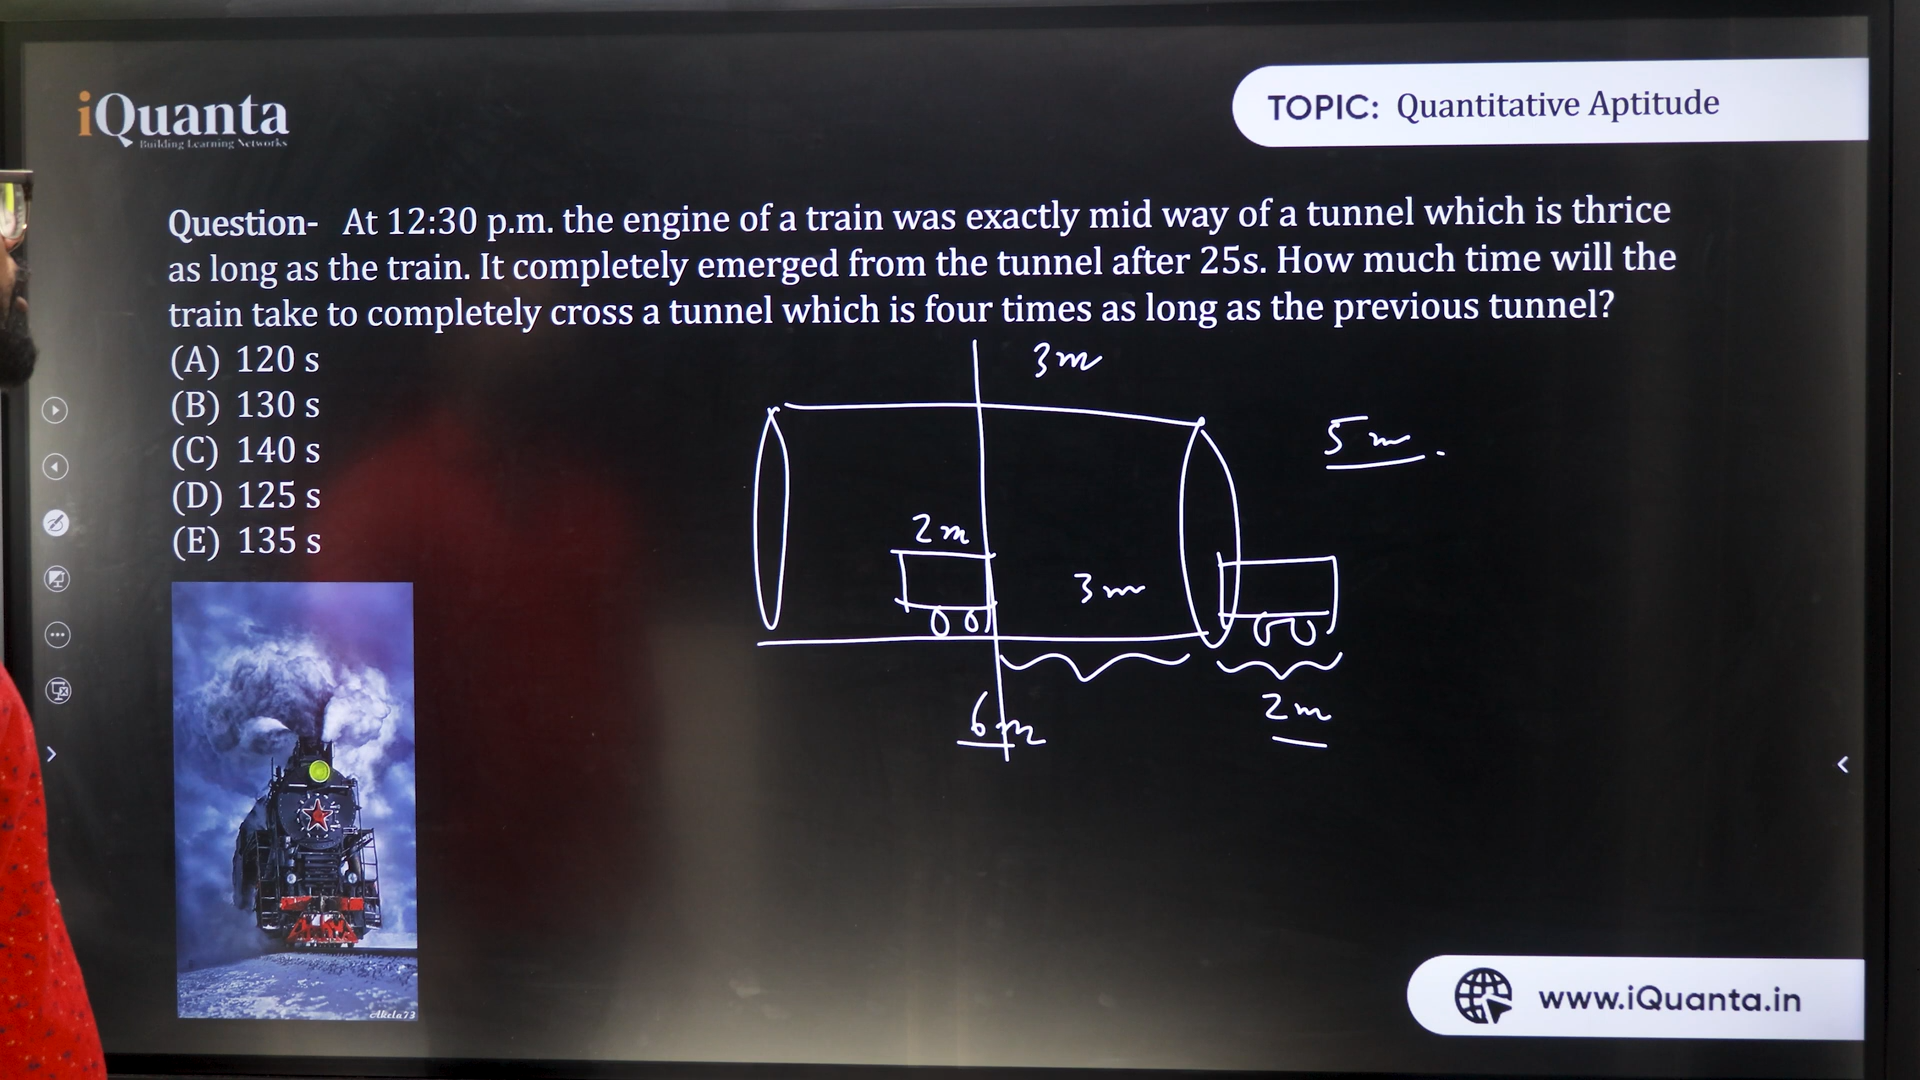 iQuanta
Building Learning Networks
TOPIC: Quantitative Aptitude
Question- At 12:30 p.m. the engine of a train was exactly mid way of a tunnel which is thrice
as long as the train. It completely emerged from the tunnel after 25s. How much time will the
train take to completely cross a tunnel which is four times as long as the previous tunnel?
(A) 120 s
(B) 130 s
(C) 140 s
(D) 125 s
(E) 135 s
3m
5m.
2m
3m
6m
2m
Akela73
www.iQuanta.in